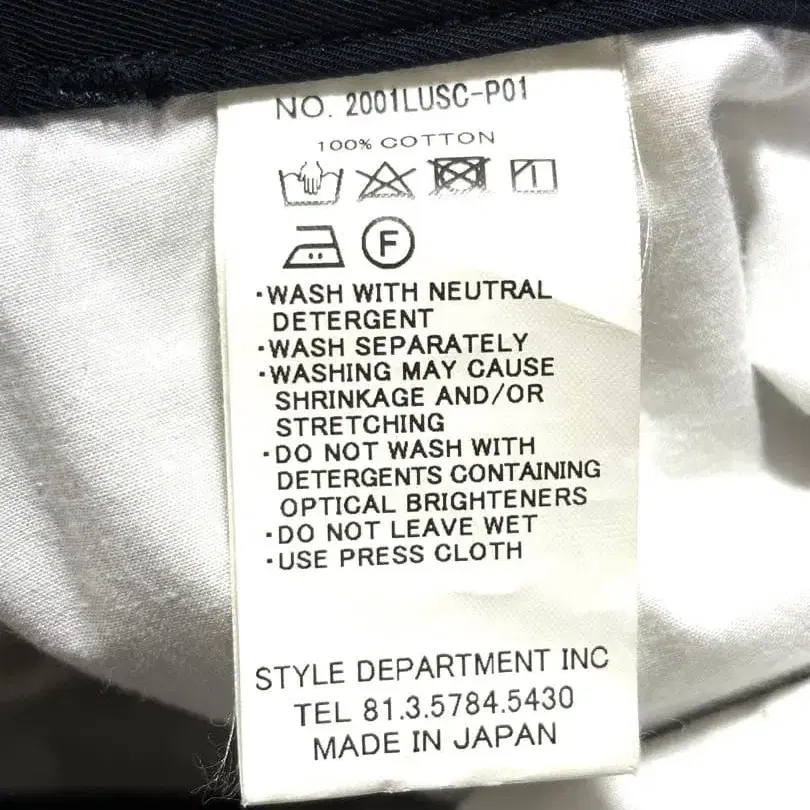 NO. 2001LUSC-P01
100% COTTON
F
・WASH WITH NEUTRAL
DETERGENT
・WASH SEPARATELY
・WASHING MAY CAUSE
SHRINKAGE AND/OR
STRETCHING
・DO NOT WASH WITH
DETERGENTS CONTAINING
OPTICAL BRIGHTENERS
・DO NOT LEAVE WET
・USE PRESS CLOTH
STYLE DEPARTMENT INC
TEL 81.3.5784.5430
MADE IN JAPAN